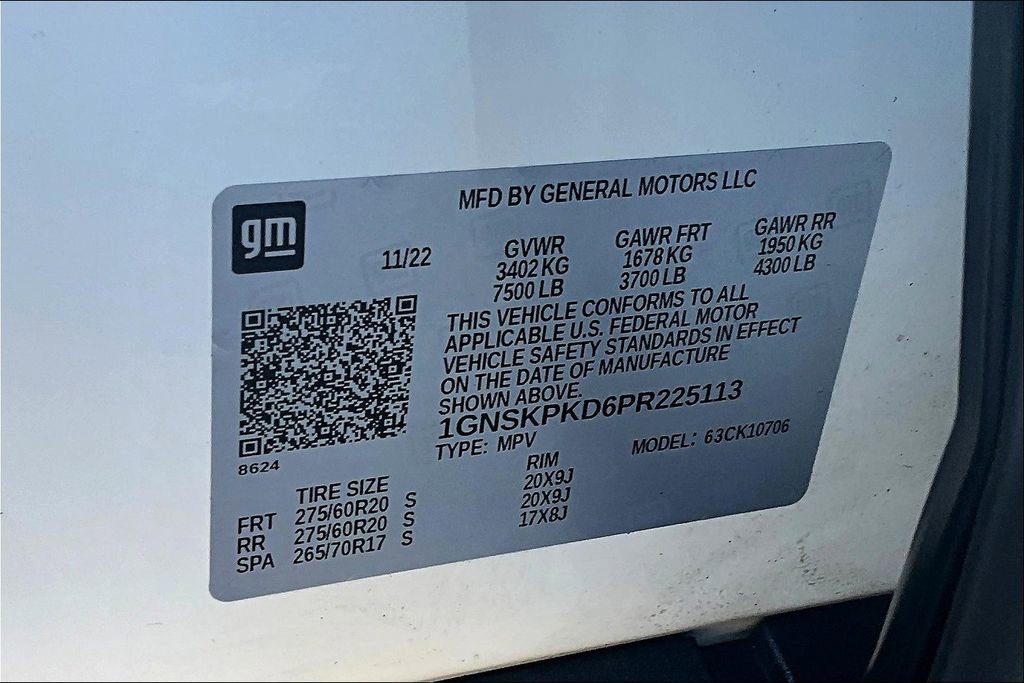 gm
MFD BY GENERAL MOTORS LLC
11/22 GVWR GAWR FRT GAWR RR
3402 KG 1678 KG 1950 KG
7500 LB 3700 LB 4300 LB
THIS VEHICLE CONFORMS TO ALL
APPLICABLE U.S. FEDERAL MOTOR
VEHICLE SAFETY STANDARDS IN EFFECT
ON THE DATE OF MANUFACTURE
SHOWN ABOVE.
1GNSKPKD6PR225113
TYPE: MPV MODEL: 63CK10706
8624
TIRE SIZE RIM
FRT 275/60R20 S 20X9J
RR 275/60R20 S 20X9J
SPA 265/70R17 S 17X8J